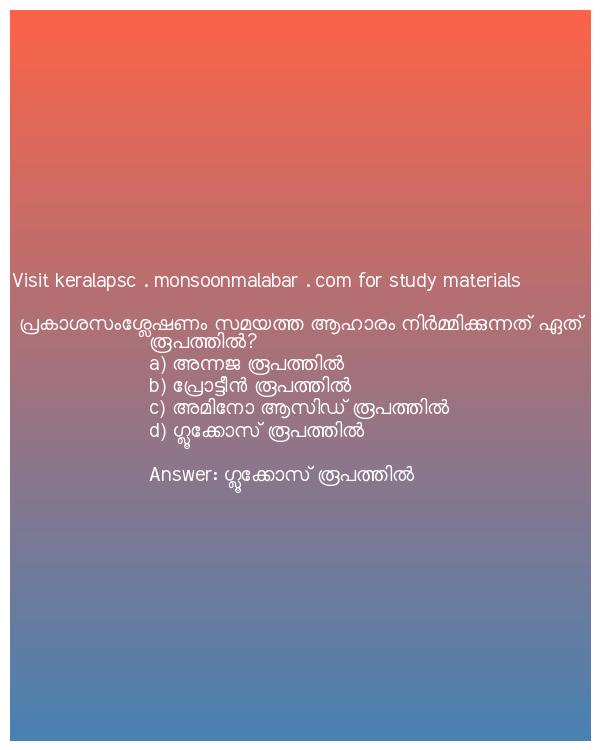 Visit keralapsc . monsoonmalabar . com for study materials
പ്രകാശസംശ്ലേഷണം സമയത്ത ആഹാരം നിർമ്മിക്കുന്നത് ഏത്
രൂപത്തിൽ?
a) അന്നജ രൂപത്തിൽ
b) പ്രോട്ടീൻ രൂപത്തിൽ
c) അമിനോ ആസിഡ് രൂപത്തിൽ
d) ഗ്ലൂക്കോസ് രൂപത്തിൽ
Answer: ഗ്ലൂക്കോസ് രൂപത്തിൽ